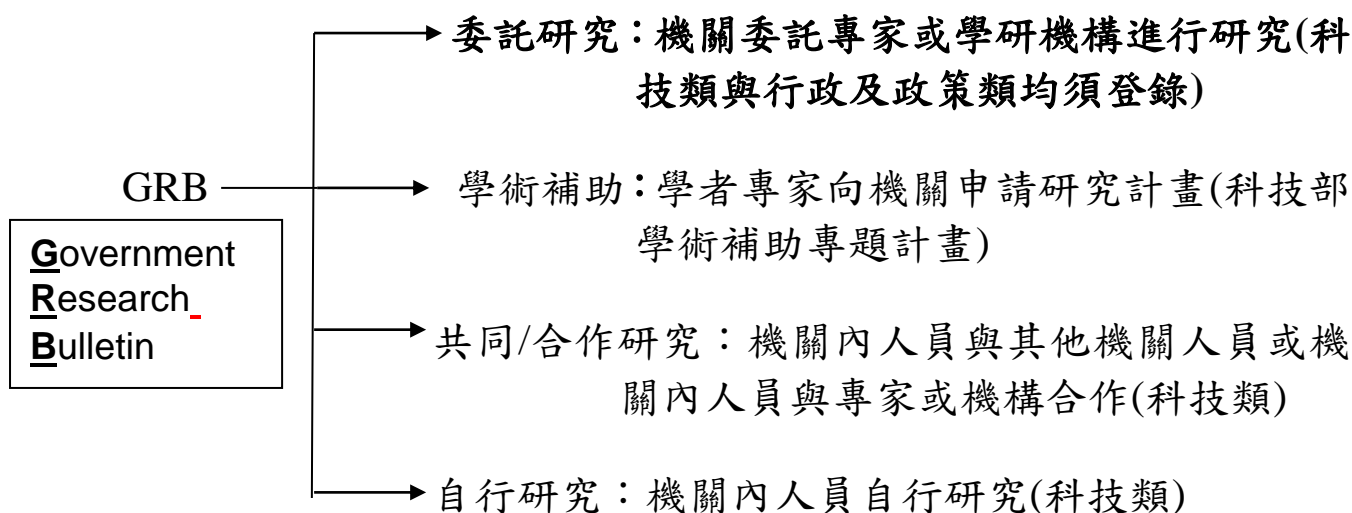 委託研究：機關委託專家或學研機構進行研究(科
技類與行政及政策類均須登錄)
GRB
學術補助：學者專家向機關申請研究計畫(科技部
學術補助專題計畫)
Government
Research
Bulletin
共同/合作研究：機關內人員與其他機關人員或機
關內人員與專家或機構合作(科技類)
自行研究：機關內人員自行研究(科技類)